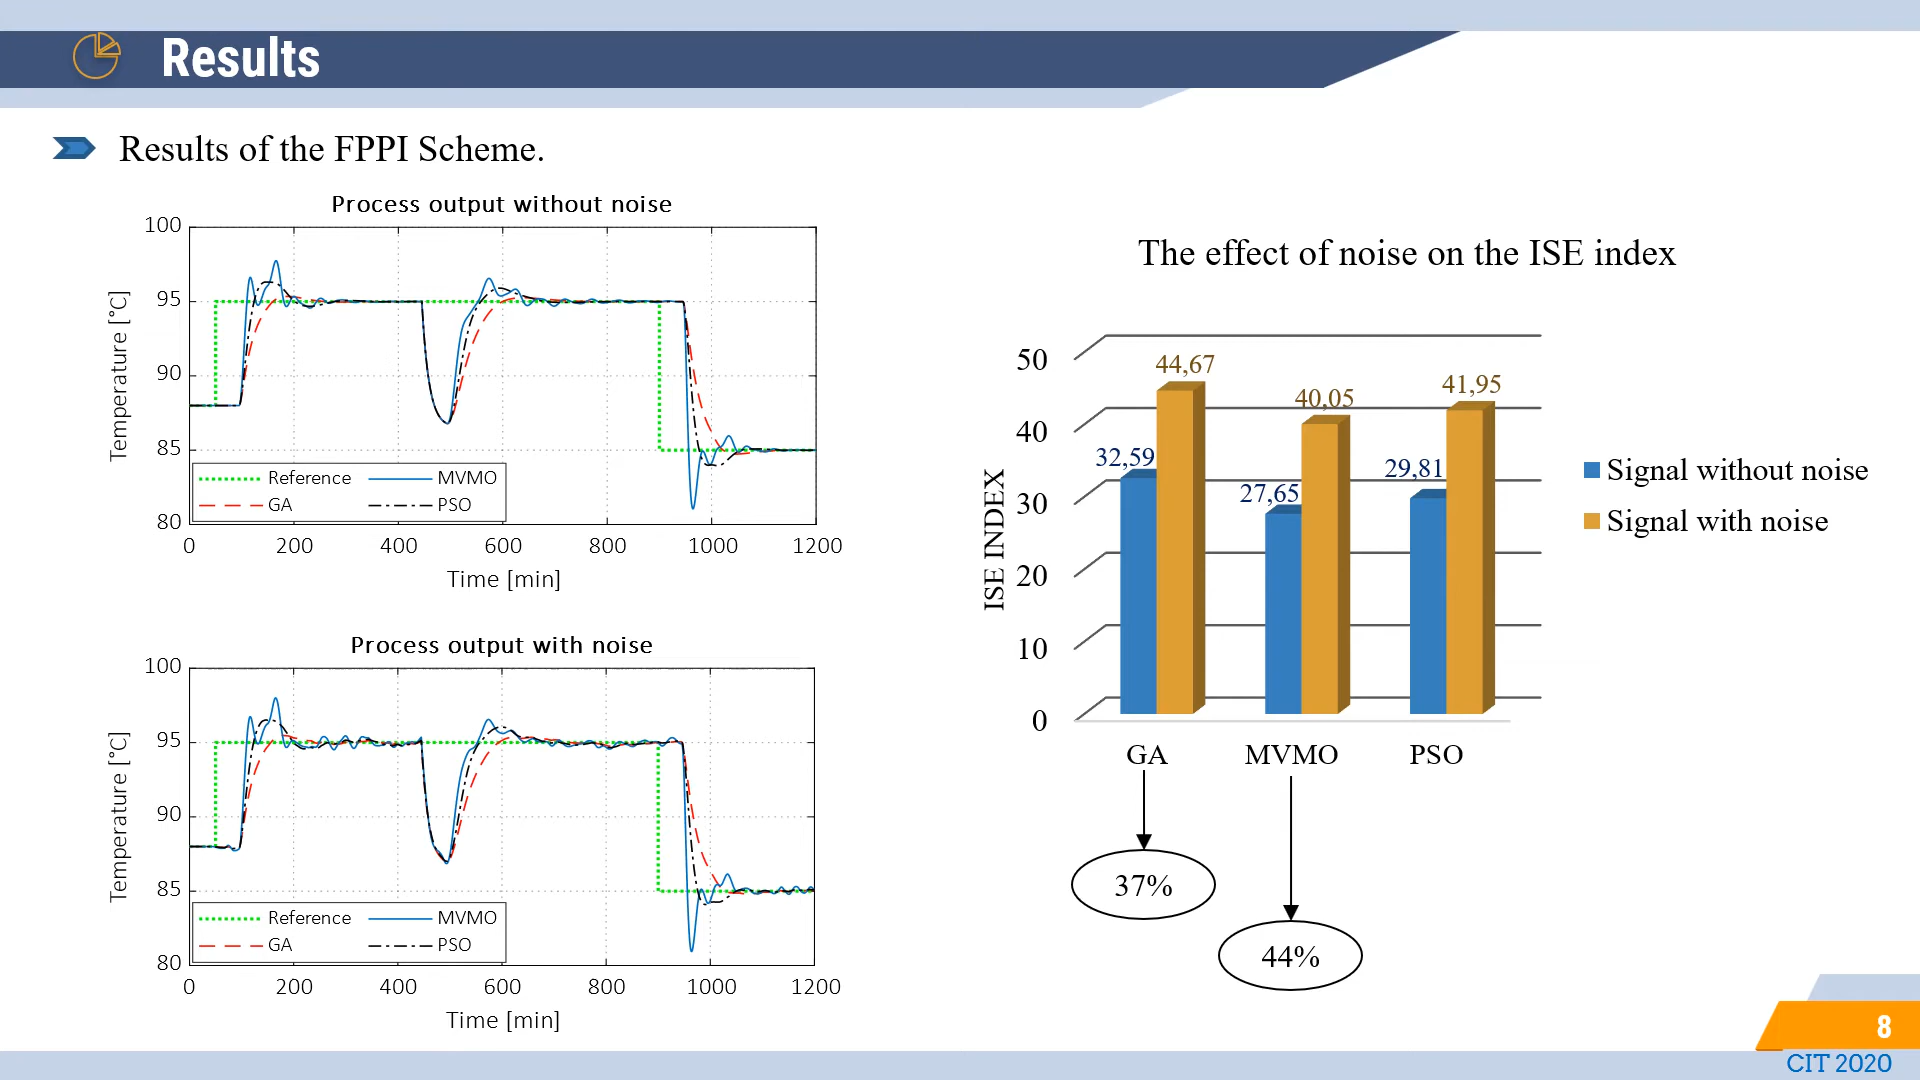 Results
Results of the FPPI Scheme.
Process output without noise
100
95
90
85
80
Temperature [°C]
Reference
MVMO
GA
PSO
0 200 400 600 800 1000 1200
Time [min]
Process output with noise
100
95
90
85
80
Temperature [°C]
Reference
MVMO
GA
PSO
0 200 400 600 800 1000 1200
Time [min]
The effect of noise on the ISE index
50
40
30
20
10
0
ISE INDEX
32,59
44,67
27,65
40,05
29,81
41,95
GA MVMO PSO
Signal without noise
Signal with noise
37%
44%
8
CIT 2020